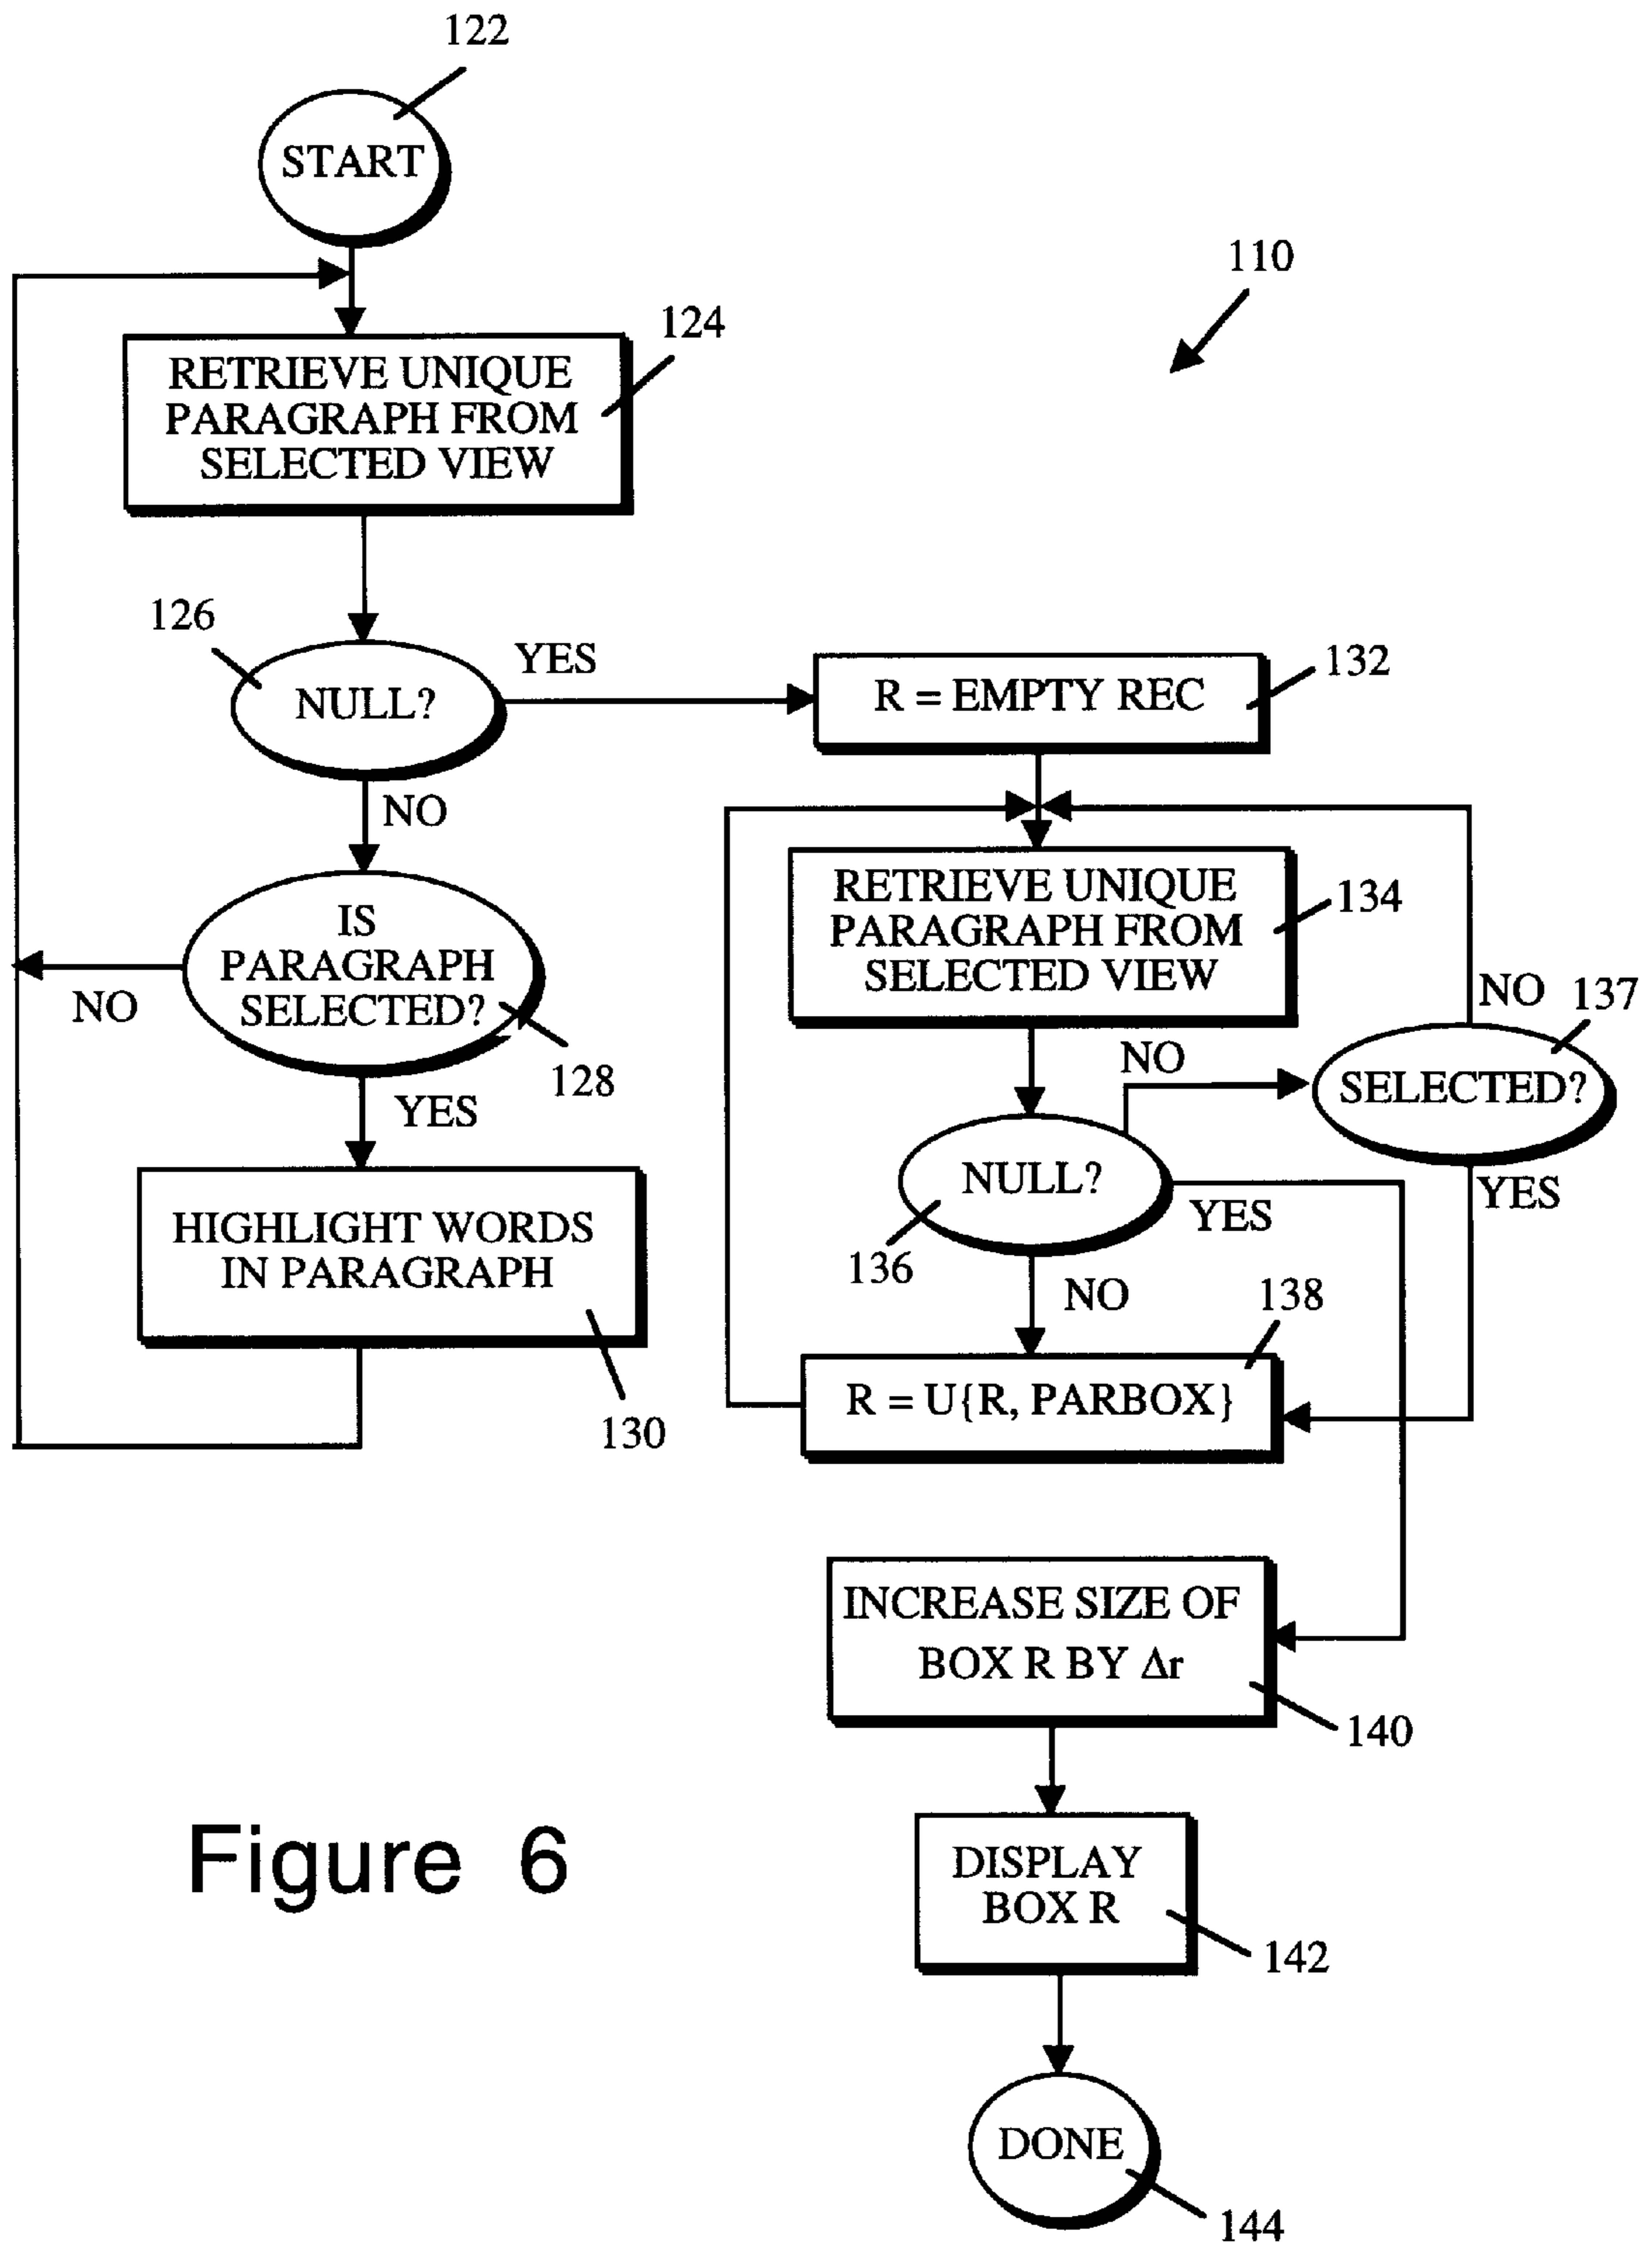 122
START
110
124
RETRIEVE UNIQUE
PARAGRAPH FROM
SELECTED VIEW
126
NULL?
YES
NO
IS
PARAGRAPH
SELECTED?
NO
128
YES
HIGHLIGHT WORDS
IN PARAGRAPH
130
R = EMPTY REC
132
RETRIEVE UNIQUE
PARAGRAPH FROM
SELECTED VIEW
134
NO
137
SELECTED?
YES
NO
NULL?
YES
136
NO
138
R = U{R, PARBOX}
INCREASE SIZE OF
BOX R BY Δr
140
DISPLAY
BOX R
142
DONE
144
Figure 6